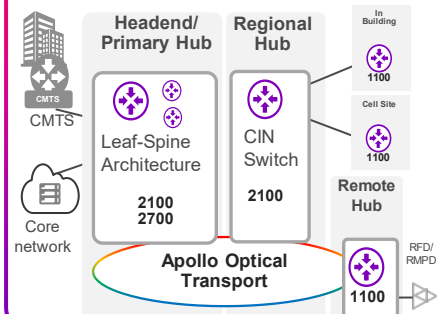 Headend/
Primary Hub
Regional
Hub
In
Building
1100
Cell Site
1100
CMTS
CMTS
Leaf-Spine
Architecture
2100
2700
CIN
Switch
2100
Core
network
Apollo Optical
Transport
Remote
Hub
1100
RFD/
RMPD